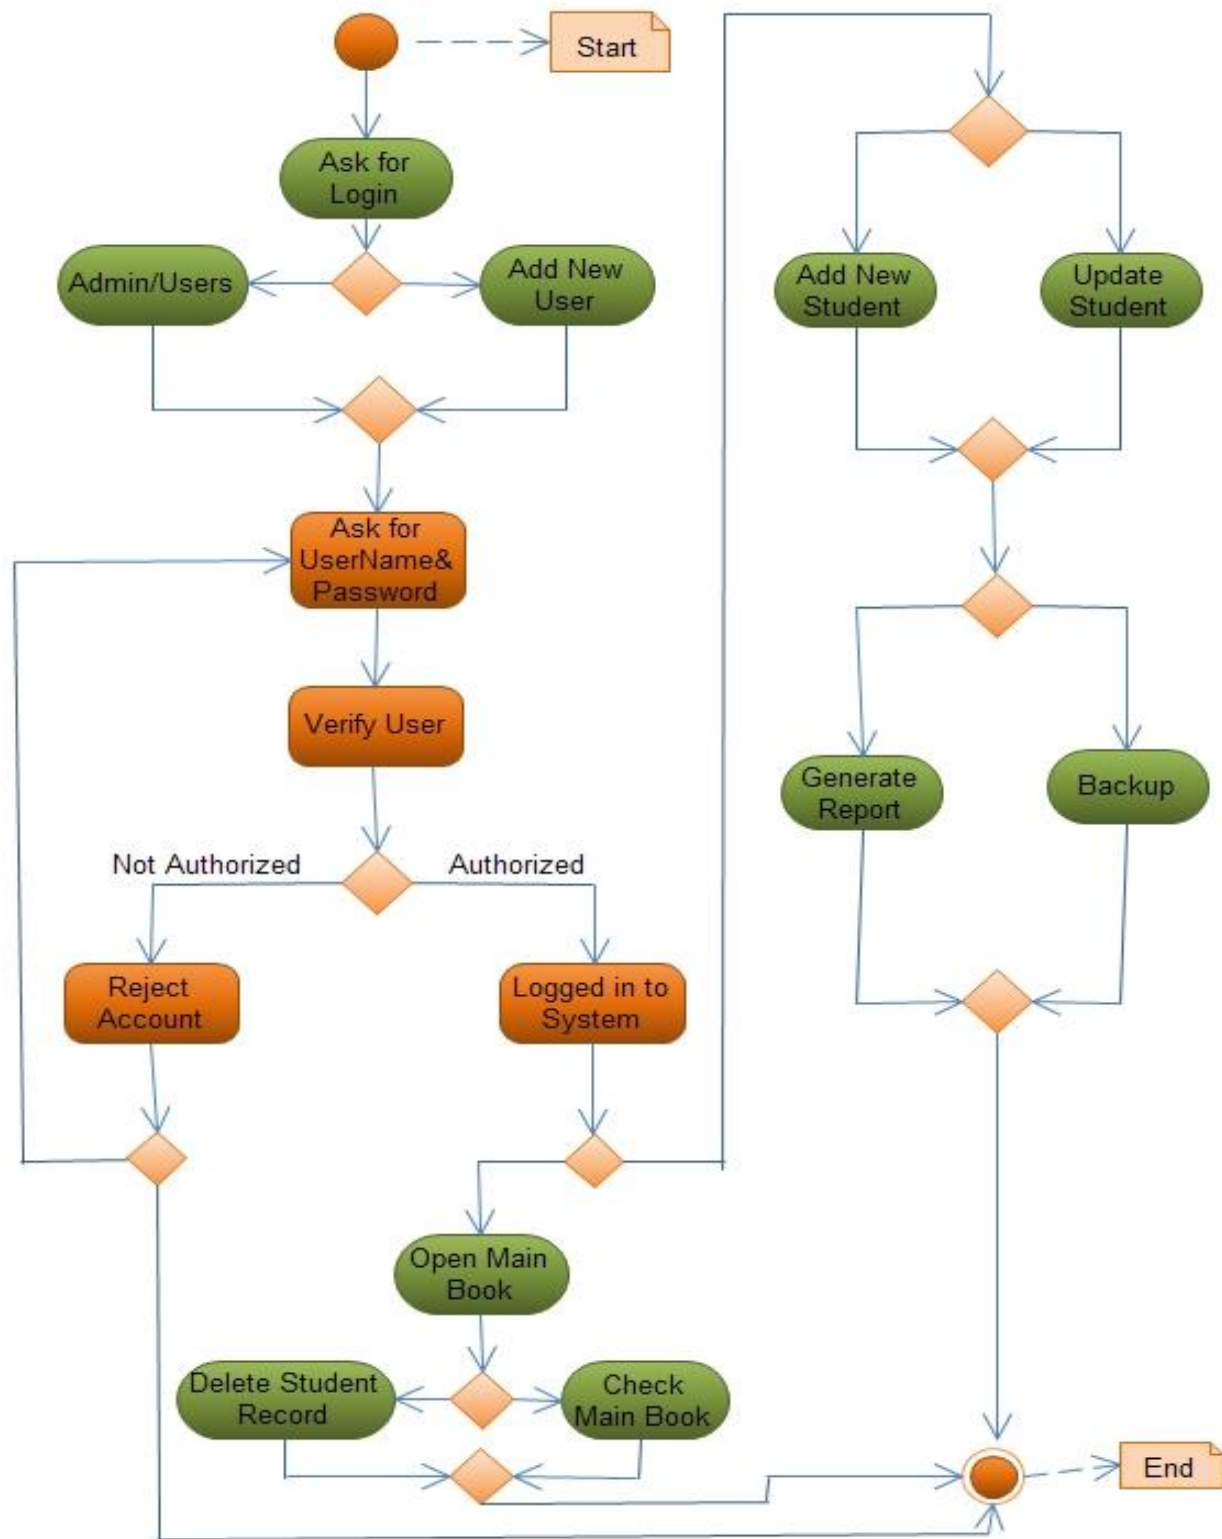 Start
Ask for
Login
Admin/Users
Add New
User
Ask for
UserName&
Password
Verify User
Not Authorized
Authorized
Reject
Account
Logged in to
System
Open Main
Book
Delete Student
Record
Check
Main Book
Add New
Student
Update
Student
Generate
Report
Backup
End